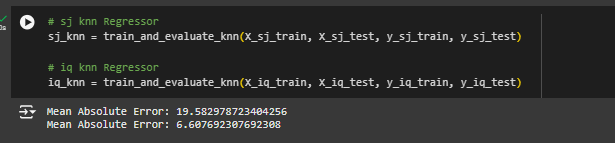 # sj knn Regressor
sj_knn = train_and_evaluate_knn(X_sj_train, X_sj_test, y_sj_train, y_sj_test)
# iq knn Regressor
iq_knn = train_and_evaluate_knn(X_iq_train, X_iq_test, y_iq_train, y_iq_test)
Mean Absolute Error: 19.582978723404256
Mean Absolute Error: 6.607692307692308